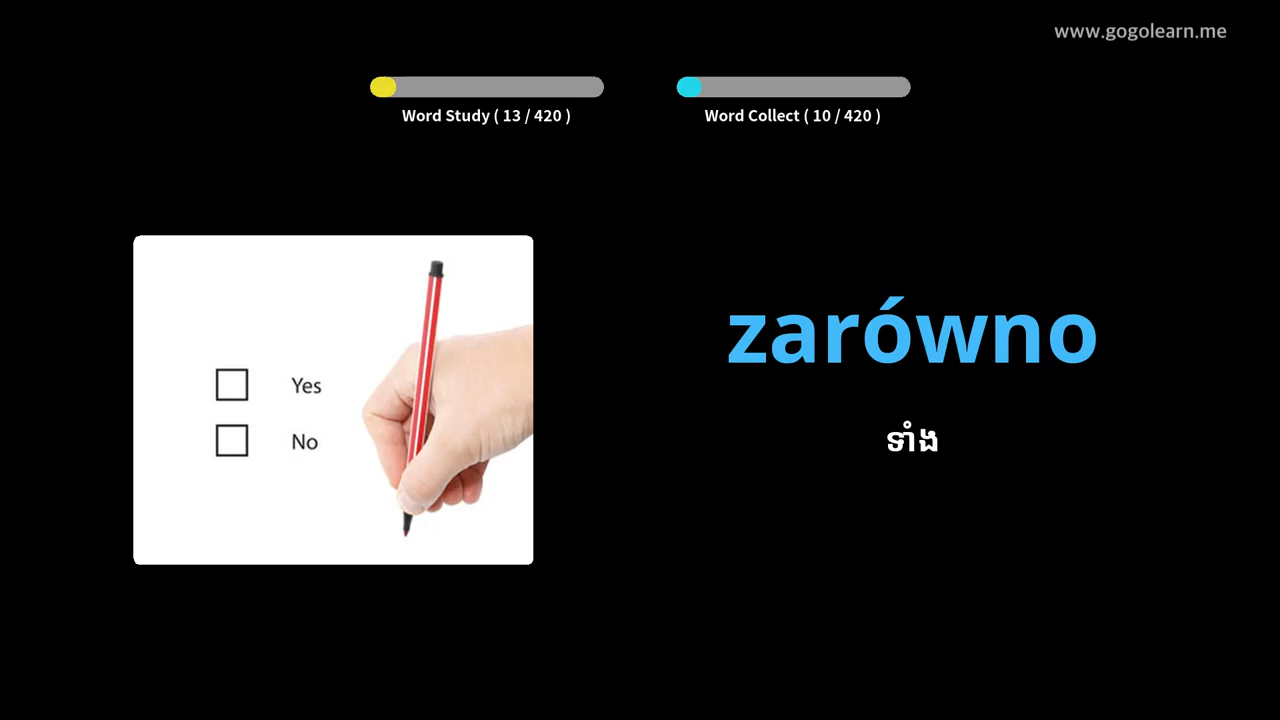 www.gogolearn.me
Word Study ( 13 / 420 )
Word Collect ( 10 / 420 )
Yes
No
zarówno
ទាំង